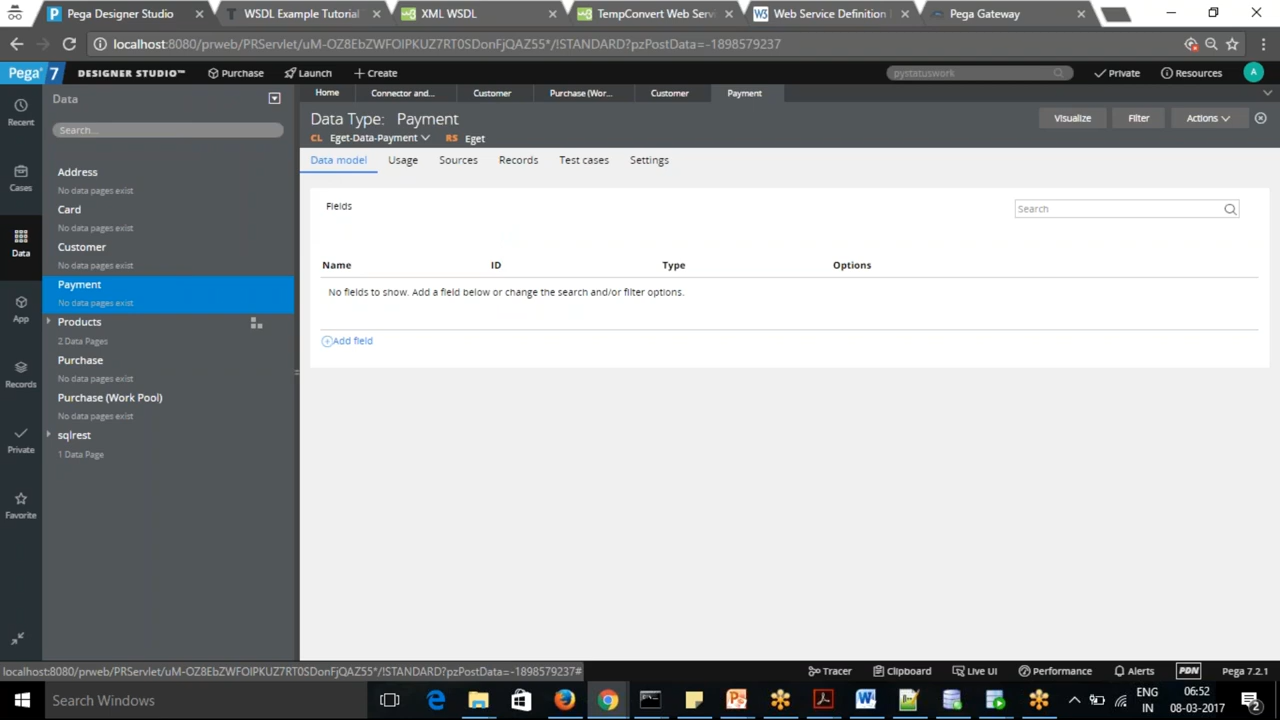 Pega Designer Studio
WSDL Example Tutorial
XML WSDL
TempConvert Web Serv
Web Service Definition
Pega Gateway
localhost:8080/prweb/PRServlet/uM-OZ8EbZWFOlPKUZ7RT0SDonFjQAZ55*/!STANDARD?pzPostData=-1898579237
Pega 7 DESIGNER STUDIO™ Purchase Launch Create pystatuswork Private Resources A
Recent
Cases
Data
App
Records
Private
Favorite
Data
Search...
Address
No data pages exist
Card
No data pages exist
Customer
No data pages exist
Payment
No data pages exist
Products
2 Data Pages
Purchase
No data pages exist
Purchase (Work Pool)
No data pages exist
sqlrest
1 Data Page
Home Connector and... Customer Purchase (Wor... Customer Payment
Data Type: Payment
CL Eget-Data-Payment RS Eget
Visualize Filter Actions
Data model Usage Sources Records Test cases Settings
Fields
Search
Name ID Type Options
No fields to show. Add a field below or change the search and/or filter options.
Add field
localhost:8080/prweb/PRServlet/uM-OZ8EbZWFOlPKUZ7RT0SDonFjQAZ55*/!STANDARD?pzPostData=-1898579237#
Tracer Clipboard Live UI Performance Alerts PDN Pega 7.2.1
Search Windows
ENG
IN
06:52
08-03-2017
2